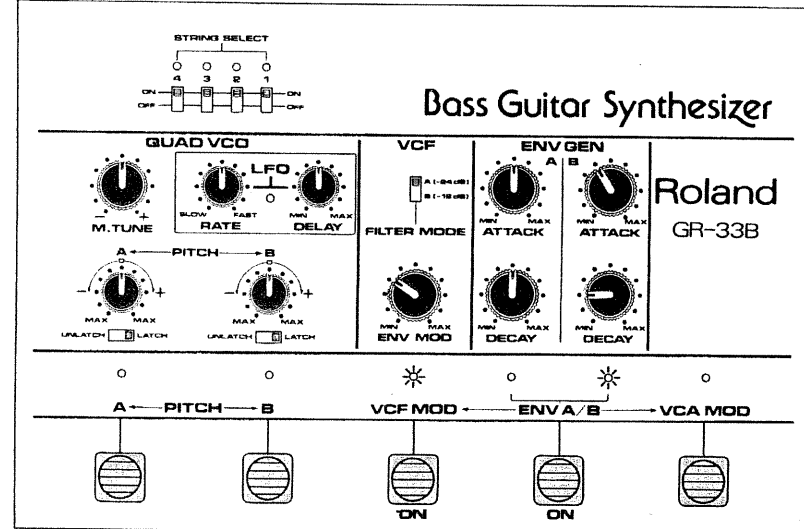 STRING SELECT
4 3 2 1
ON ON
OFF OFF
Bass Guitar Synthesizer
QUAD VCO
LFO
M.TUNE
- +
SLOW FAST
RATE
MIN MAX
DELAY
A PITCH B
- + - +
MAX MAX MAX MAX
UNLATCH LATCH UNLATCH LATCH
VCF
A (-24dB)
B (-12dB)
FILTER MODE
MIN MAX
ENV MOD
ENV GEN
A B
MIN MAX MIN MAX
ATTACK ATTACK
MIN MAX MIN MAX
DECAY DECAY
Roland
GR-33B
A PITCH B VCF MOD ENV A/B VCA MOD
ON ON